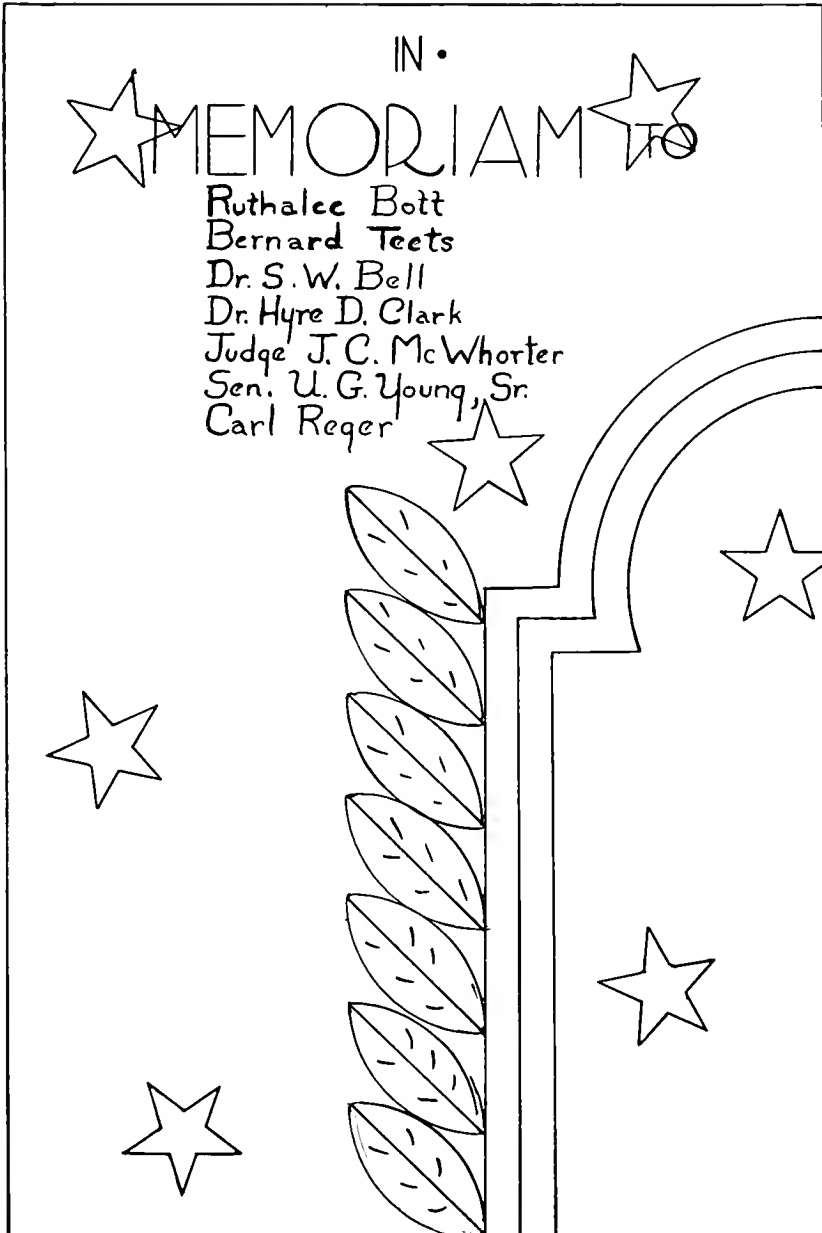 IN •
MEMORIAM TO
Ruthalee Bott
Bernard Teets
Dr. S. W. Bell
Dr. Hyre D. Clark
Judge J. C. McWhorter
Sen. U. G. Young, Sr.
Carl Reger